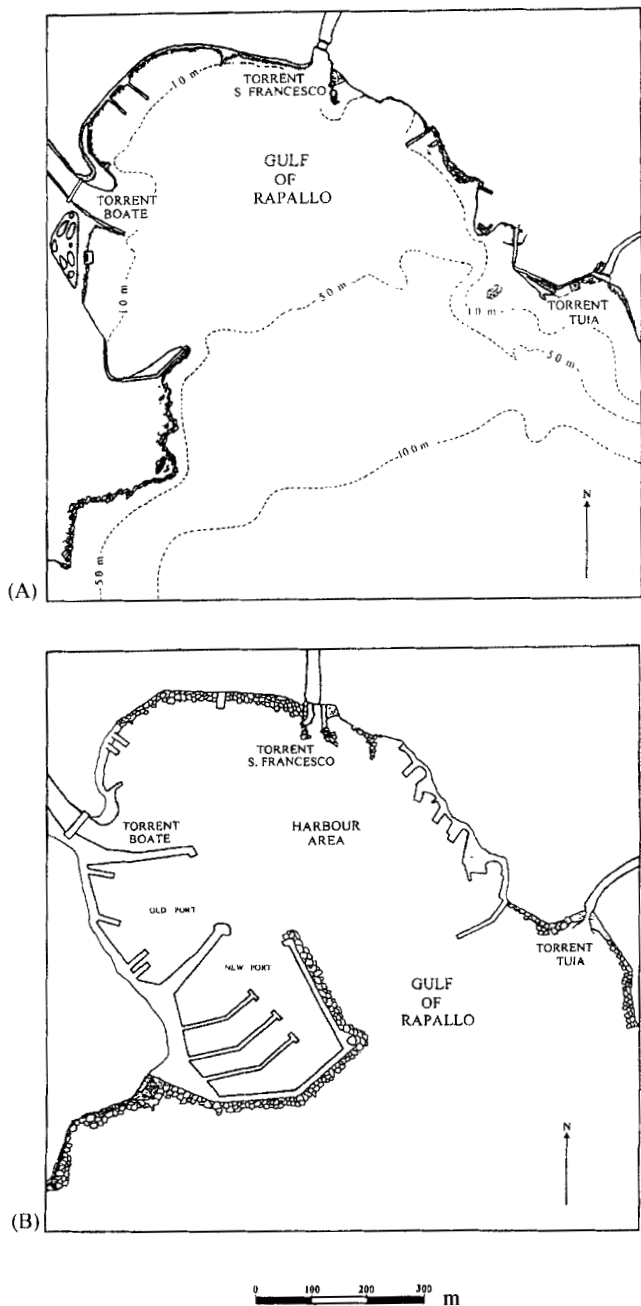 TORRENT
S FRANCESCO
10 m
GULF
OF
RAPALLO
TORRENT
BOATE
10 m
50 m
10 m
TORRENT
TUIA
50 m
100 m
50 m
N
(A)
TORRENT
S. FRANCESCO
TORRENT
BOATE
HARBOUR
AREA
OLD PORT
NEW PORT
TORRENT
TUIA
GULF
OF
RAPALLO
N
(B)
0 100 200 300 m